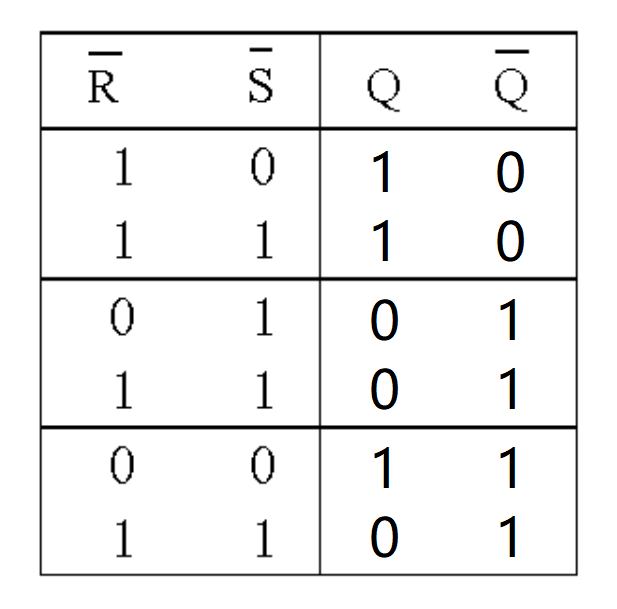 R̅ S̅ Q Q̅
1 0 1 0
1 1 1 0
0 1 0 1
1 1 0 1
0 0 1 1
1 1 0 1